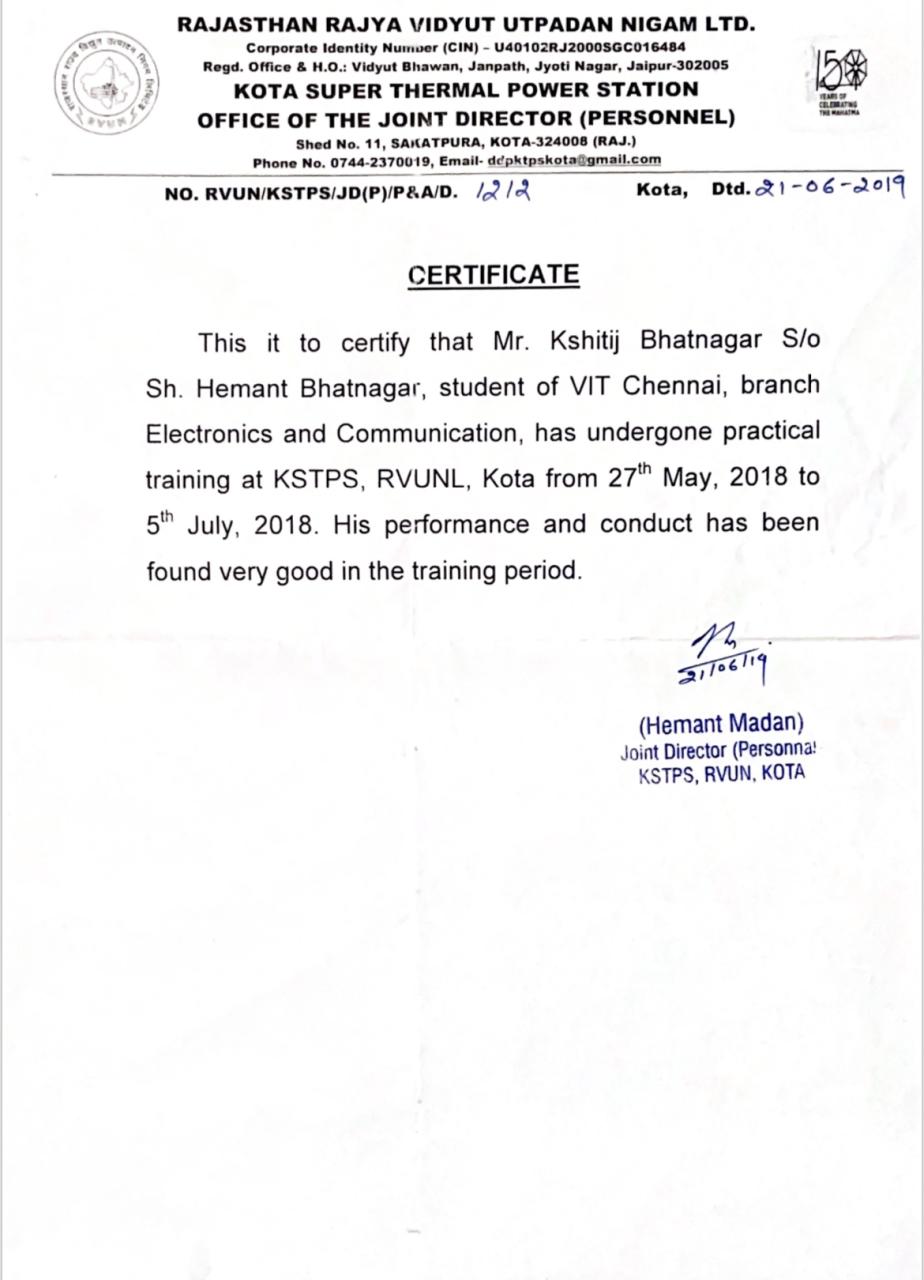 RAJASTHAN RAJYA VIDYUT UTPADAN NIGAM LTD.
Corporate Identity Number (CIN) – U40102RJ2000SGC016484
Regd. Office & H.O.: Vidyut Bhawan, Janpath, Jyoti Nagar, Jaipur-302005
KOTA SUPER THERMAL POWER STATION
OFFICE OF THE JOINT DIRECTOR (PERSONNEL)
Shed No. 11, SAKATPURA, KOTA-324008 (RAJ.)
Phone No. 0744-2370019, Email- ddpktpskota@gmail.com
150
YEARS OF
CELEBRATING
THE MAHATMA
NO. RVUN/KSTPS/JD(P)/P&A/D. 1212 Kota, Dtd. 21-06-2019
CERTIFICATE
This it to certify that Mr. Kshitij Bhatnagar S/o
Sh. Hemant Bhatnagar, student of VIT Chennai, branch
Electronics and Communication, has undergone practical
training at KSTPS, RVUNL, Kota from 27th May, 2018 to
5th July, 2018. His performance and conduct has been
found very good in the training period.
21/06/19
(Hemant Madan)
Joint Director (Personnal
KSTPS, RVUN, KOTA